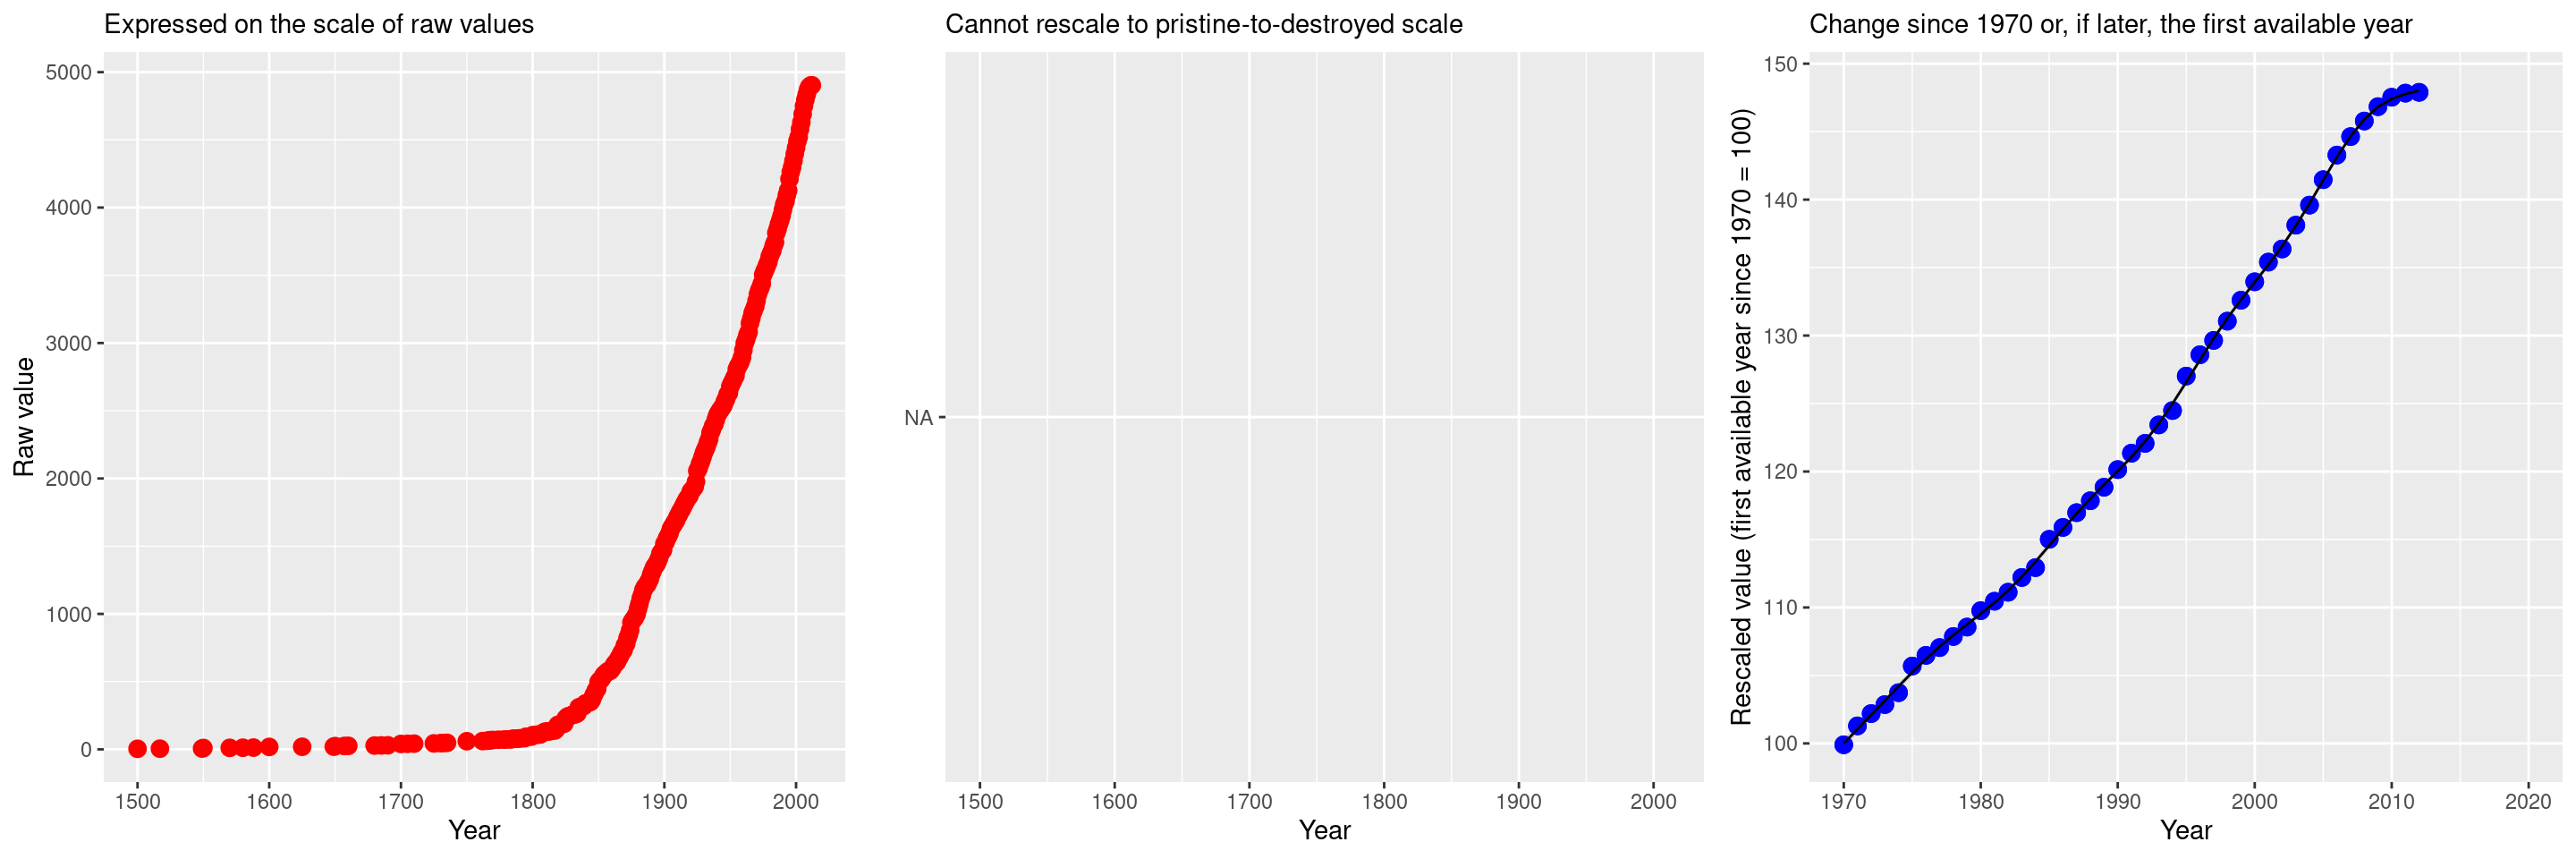 Expressed on the scale of raw values
Raw value
5000
4000
3000
2000
1000
0
1500 1600 1700 1800 1900 2000
Year
Cannot rescale to pristine-to-destroyed scale
NA
1500 1600 1700 1800 1900 2000
Year
Change since 1970 or, if later, the first available year
Rescaled value (first available year since 1970 = 100)
150
140
130
120
110
100
1970 1980 1990 2000 2010 2020
Year